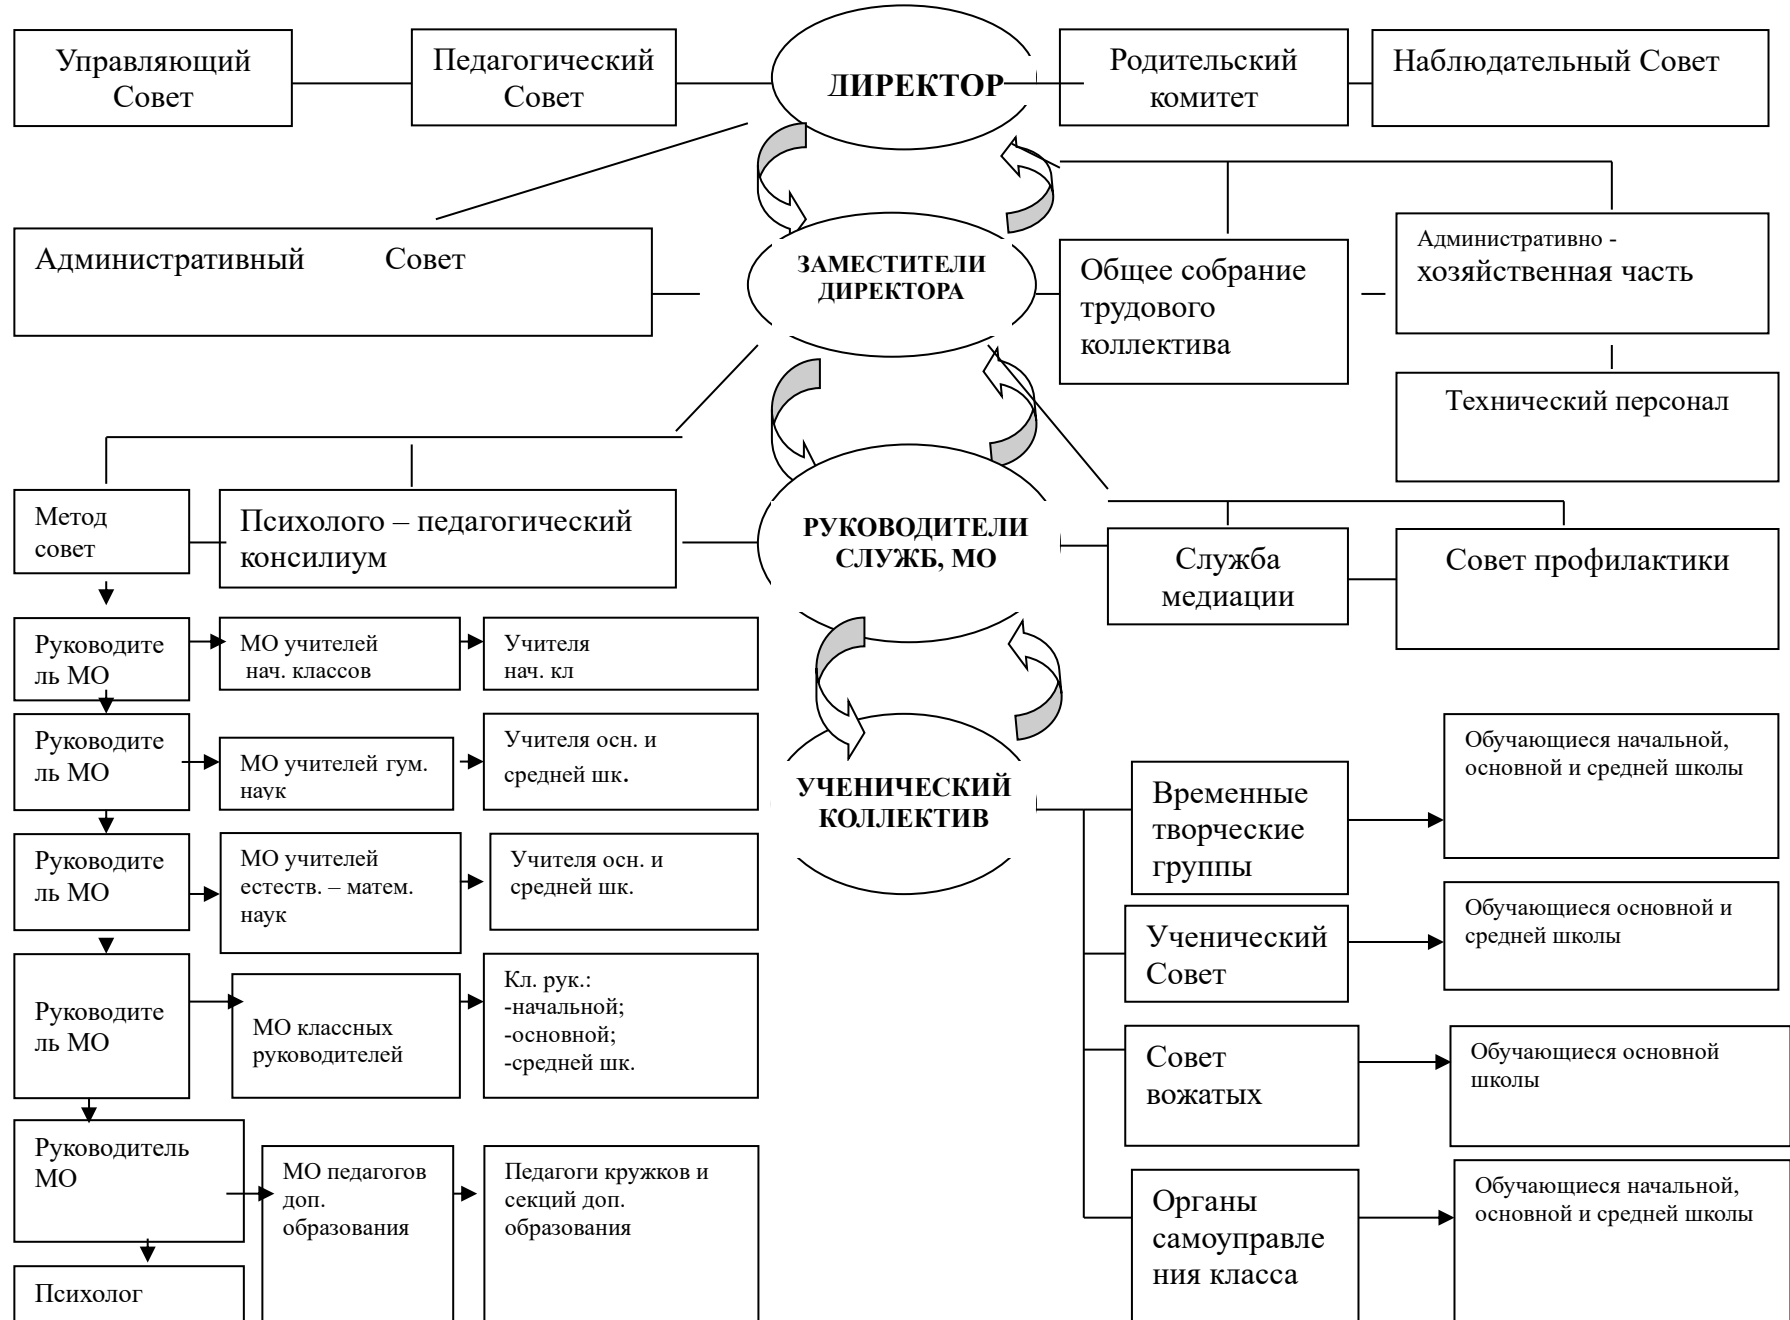 Управляющий
Совет
Педагогический
Совет
ДИРЕКТОР
Родительский
комитет
Наблюдательный Совет
Административный Совет
ЗАМЕСТИТЕЛИ
ДИРЕКТОРА
Общее собрание
трудового
коллектива
Административно -
хозяйственная часть
Технический персонал
Метод
совет
Психолого – педагогический
консилиум
РУКОВОДИТЕЛИ
СЛУЖБ, МО
Служба
медиации
Совет профилактики
Руководите
ль МО
МО учителей
нач. классов
Учителя
нач. кл
Руководите
ль МО
МО учителей гум.
наук
Учителя осн. и
средней шк.
УЧЕНИЧЕСКИЙ
КОЛЛЕКТИВ
Временные
творческие
группы
Обучающиеся начальной,
основной и средней школы
Руководите
ль МО
МО учителей
естеств. – матем.
наук
Учителя осн. и
средней шк.
Ученический
Совет
Обучающиеся основной и
средней школы
Руководите
ль МО
МО классных
руководителей
Кл. рук.:
-начальной;
-основной;
-средней шк.
Совет
вожатых
Обучающиеся основной
школы
Руководитель
МО
МО педагогов
доп.
образования
Педагоги кружков и
секций доп.
образования
Органы
самоуправле
ния класса
Обучающиеся начальной,
основной и средней школы
Психолог